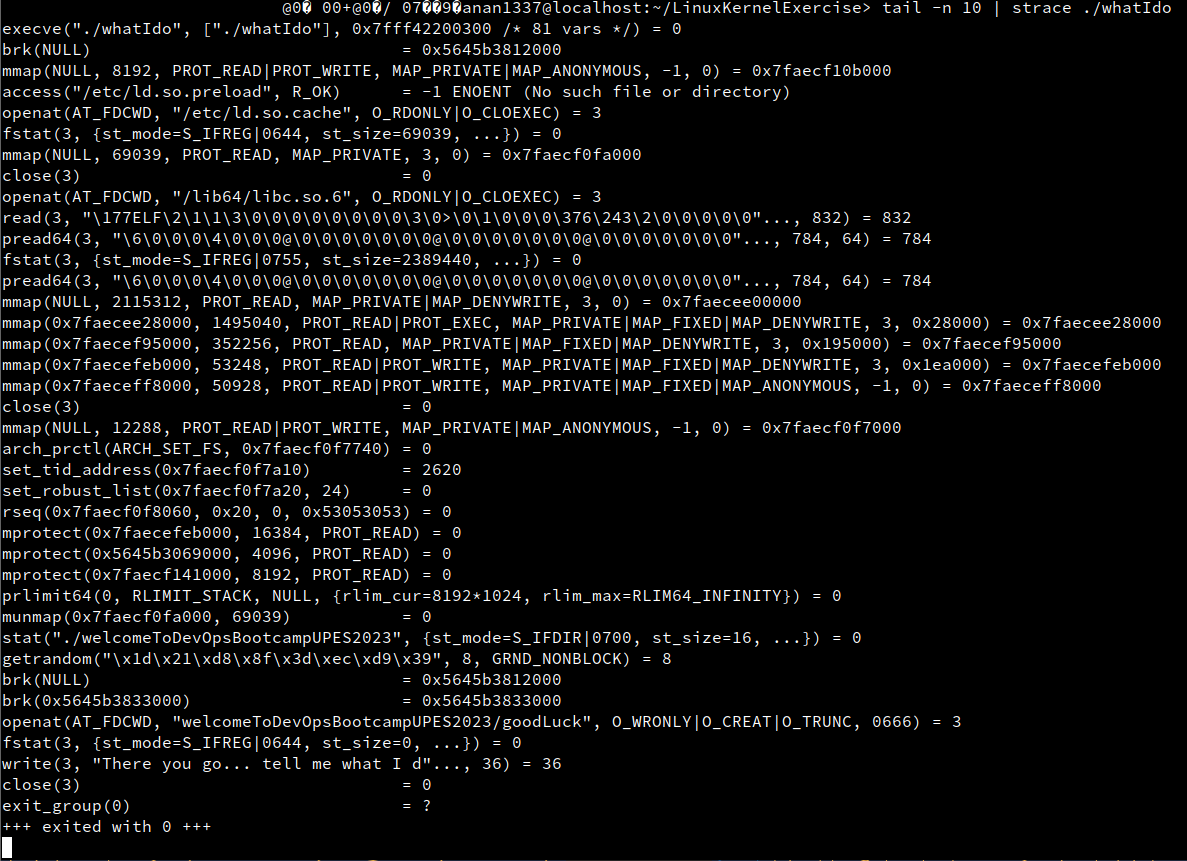 @0� 00+@0�/ 07��9�anan1337@localhost:~/LinuxKernelExercise> tail -n 10 | strace ./whatIdo
execve("./whatIdo", ["./whatIdo"], 0x7fff42200300 /* 81 vars */) = 0
brk(NULL)                               = 0x5645b3812000
mmap(NULL, 8192, PROT_READ|PROT_WRITE, MAP_PRIVATE|MAP_ANONYMOUS, -1, 0) = 0x7faecf10b000
access("/etc/ld.so.preload", R_OK)      = -1 ENOENT (No such file or directory)
openat(AT_FDCWD, "/etc/ld.so.cache", O_RDONLY|O_CLOEXEC) = 3
fstat(3, {st_mode=S_IFREG|0644, st_size=69039, ...}) = 0
mmap(NULL, 69039, PROT_READ, MAP_PRIVATE, 3, 0) = 0x7faecf0fa000
close(3)                                = 0
openat(AT_FDCWD, "/lib64/libc.so.6", O_RDONLY|O_CLOEXEC) = 3
read(3, "\177ELF\2\1\1\3\0\0\0\0\0\0\0\0\3\0>\0\1\0\0\0\376\243\2\0\0\0\0\0"..., 832) = 832
pread64(3, "\6\0\0\0\4\0\0\0@\0\0\0\0\0\0\0@\0\0\0\0\0\0\0@\0\0\0\0\0\0\0"..., 784, 64) = 784
fstat(3, {st_mode=S_IFREG|0755, st_size=2389440, ...}) = 0
pread64(3, "\6\0\0\0\4\0\0\0@\0\0\0\0\0\0\0@\0\0\0\0\0\0\0@\0\0\0\0\0\0\0"..., 784, 64) = 784
mmap(NULL, 2115312, PROT_READ, MAP_PRIVATE|MAP_DENYWRITE, 3, 0) = 0x7faecee00000
mmap(0x7faecee28000, 1495040, PROT_READ|PROT_EXEC, MAP_PRIVATE|MAP_FIXED|MAP_DENYWRITE, 3, 0x28000) = 0x7faecee28000
mmap(0x7faecef95000, 352256, PROT_READ, MAP_PRIVATE|MAP_FIXED|MAP_DENYWRITE, 3, 0x195000) = 0x7faecef95000
mmap(0x7faecefeb000, 53248, PROT_READ|PROT_WRITE, MAP_PRIVATE|MAP_FIXED|MAP_DENYWRITE, 3, 0x1ea000) = 0x7faecefeb000
mmap(0x7faeceff8000, 50928, PROT_READ|PROT_WRITE, MAP_PRIVATE|MAP_FIXED|MAP_ANONYMOUS, -1, 0) = 0x7faeceff8000
close(3)                                = 0
mmap(NULL, 12288, PROT_READ|PROT_WRITE, MAP_PRIVATE|MAP_ANONYMOUS, -1, 0) = 0x7faecf0f7000
arch_prctl(ARCH_SET_FS, 0x7faecf0f7740) = 0
set_tid_address(0x7faecf0f7a10)         = 2620
set_robust_list(0x7faecf0f7a20, 24)     = 0
rseq(0x7faecf0f8060, 0x20, 0, 0x53053053) = 0
mprotect(0x7faecefeb000, 16384, PROT_READ) = 0
mprotect(0x5645b3069000, 4096, PROT_READ) = 0
mprotect(0x7faecf141000, 8192, PROT_READ) = 0
prlimit64(0, RLIMIT_STACK, NULL, {rlim_cur=8192*1024, rlim_max=RLIM64_INFINITY}) = 0
munmap(0x7faecf0fa000, 69039)           = 0
stat("./welcomeToDevOpsBootcampUPES2023", {st_mode=S_IFDIR|0700, st_size=16, ...}) = 0
getrandom("\x1d\x21\xd8\x8f\x3d\xec\xd9\x39", 8, GRND_NONBLOCK) = 8
brk(NULL)                               = 0x5645b3812000
brk(0x5645b3833000)                     = 0x5645b3833000
openat(AT_FDCWD, "welcomeToDevOpsBootcampUPES2023/goodLuck", O_WRONLY|O_CREAT|O_TRUNC, 0666) = 3
fstat(3, {st_mode=S_IFREG|0644, st_size=0, ...}) = 0
write(3, "There you go... tell me what I d"..., 36) = 36
close(3)                                = 0
exit_group(0)                           = ?
+++ exited with 0 +++